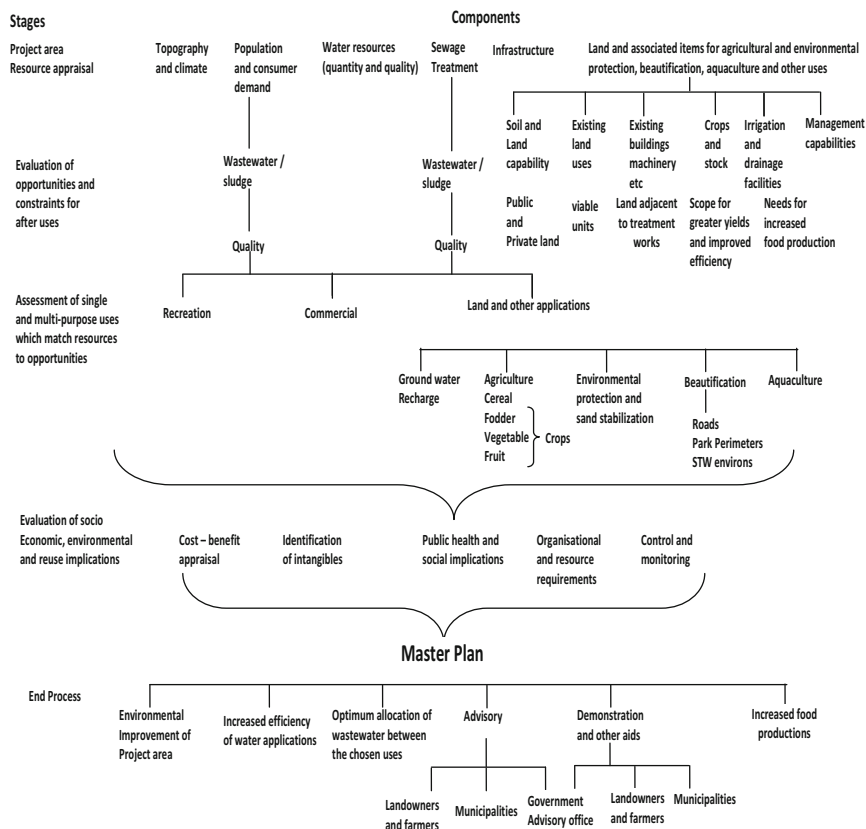 Stages
Components
Project area
Resource appraisal
Topography
and climate
Population
and consumer
demand
Water resources
(quantity and quality)
Sewage
Treatment
Infrastructure
Land and associated items for agricultural and environmental
protection, beautification, aquaculture and other uses
Soil and
Land
capability
Existing
land
uses
Existing
buildings
machinery
etc
Crops
and
stock
Irrigation
and
drainage
facilities
Management
capabilities
Evaluation of
opportunities and
constraints for
after uses
Wastewater /
sludge
Wastewater /
sludge
Public
and
Private land
viable
units
Land adjacent
to treatment
works
Scope for
greater yields
and improved
efficiency
Needs for
increased
food production
Quality
Quality
Assessment of single
and multi-purpose uses
which match resources
to opportunities
Recreation
Commercial
Land and other applications
Ground water
Recharge
Agriculture
Cereal
Fodder
Vegetable
Fruit
Crops
Environmental
protection and
sand stabilization
Beautification
Roads
Park Perimeters
STW environs
Aquaculture
Evaluation of socio
Economic, environmental
and reuse implications
Cost – benefit
appraisal
Identification
of intangibles
Public health and
social implications
Organisational
and resource
requirements
Control and
monitoring
Master Plan
End Process
Environmental
Improvement of
Project area
Increased efficiency
of water applications
Optimum allocation of
wastewater between
the chosen uses
Advisory
Demonstration
and other aids
Increased food
productions
Landowners
and farmers
Municipalities
Government
Advisory office
Landowners
and farmers
Municipalities